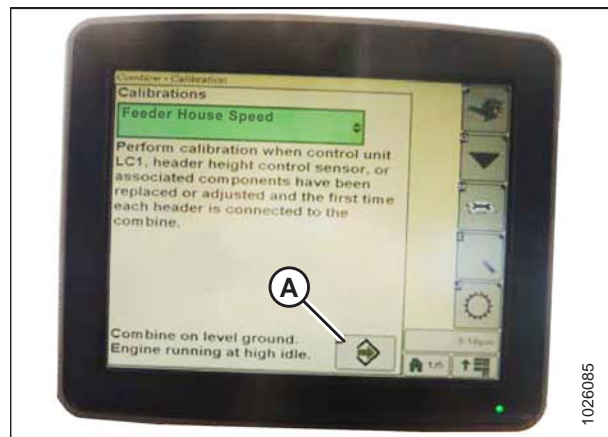 Combine - Calibration
Calibrations
Feeder House Speed
Perform calibration when control unit
LC1, header height control sensor, or
associated components have been
replaced or adjusted and the first time
each header is connected to the
combine.
A
Combine on level ground.
Engine running at high idle.
1/5
1026085